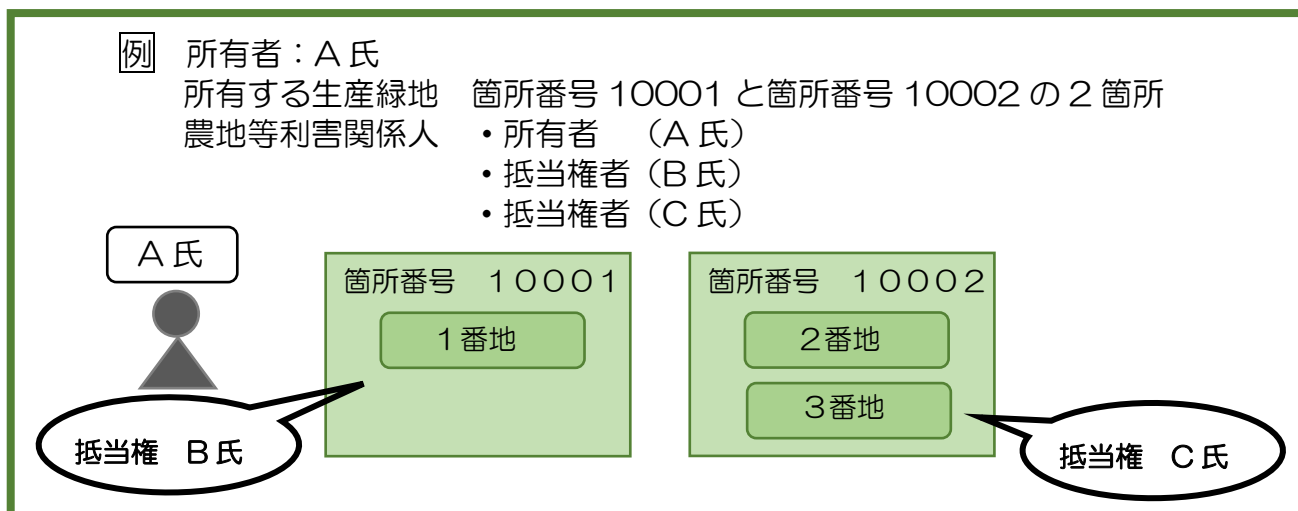 例 所有者：A 氏
所有する生産緑地 箇所番号 10001 と箇所番号 10002 の 2 箇所
農地等利害関係人 ・所有者 （A 氏）
・抵当権者（B 氏）
・抵当権者（C 氏）
A 氏
箇所番号 １０００１
１番地
箇所番号 １０００２
２番地
３番地
抵当権 B 氏
抵当権 C 氏